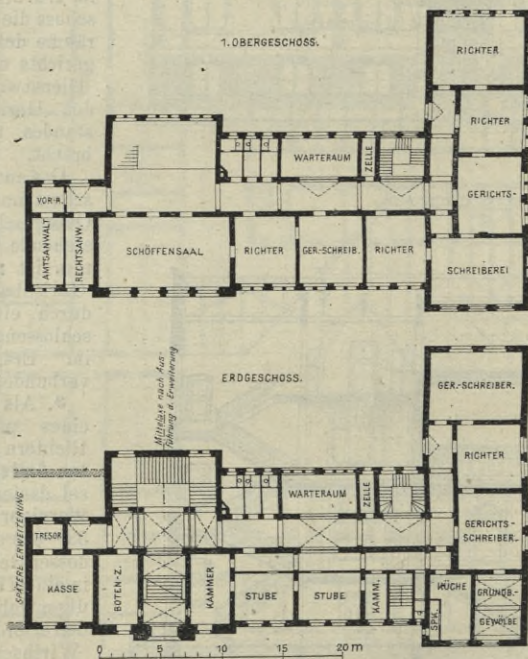 1. OBERGESCHOSS.
RICHTER
RICHTER
WARTERAUM
ZELLE
VOR-R.
AMTSANWALT
RECHTSANW.
SCHÖFFENSAAL
RICHTER
GER.-SCHREIB.
RICHTER
GERICHTS-
SCHREIBEREI
Mittelaxe nach Aus-
führung d. Erweiterung
ERDGESCHOSS.
GER.-SCHREIBER.
RICHTER
WARTERAUM
ZELLE
SPÄTERE ERWEITERUNG
TRESOR
KASSE
BOTEN-Z.
KAMMER
STUBE
STUBE
KAMM.
SPK.
KÜCHE
GERICHTS-
SCHREIBER.
GRUNDB.-
GEWÖLBE
0 5 10 15 20 m